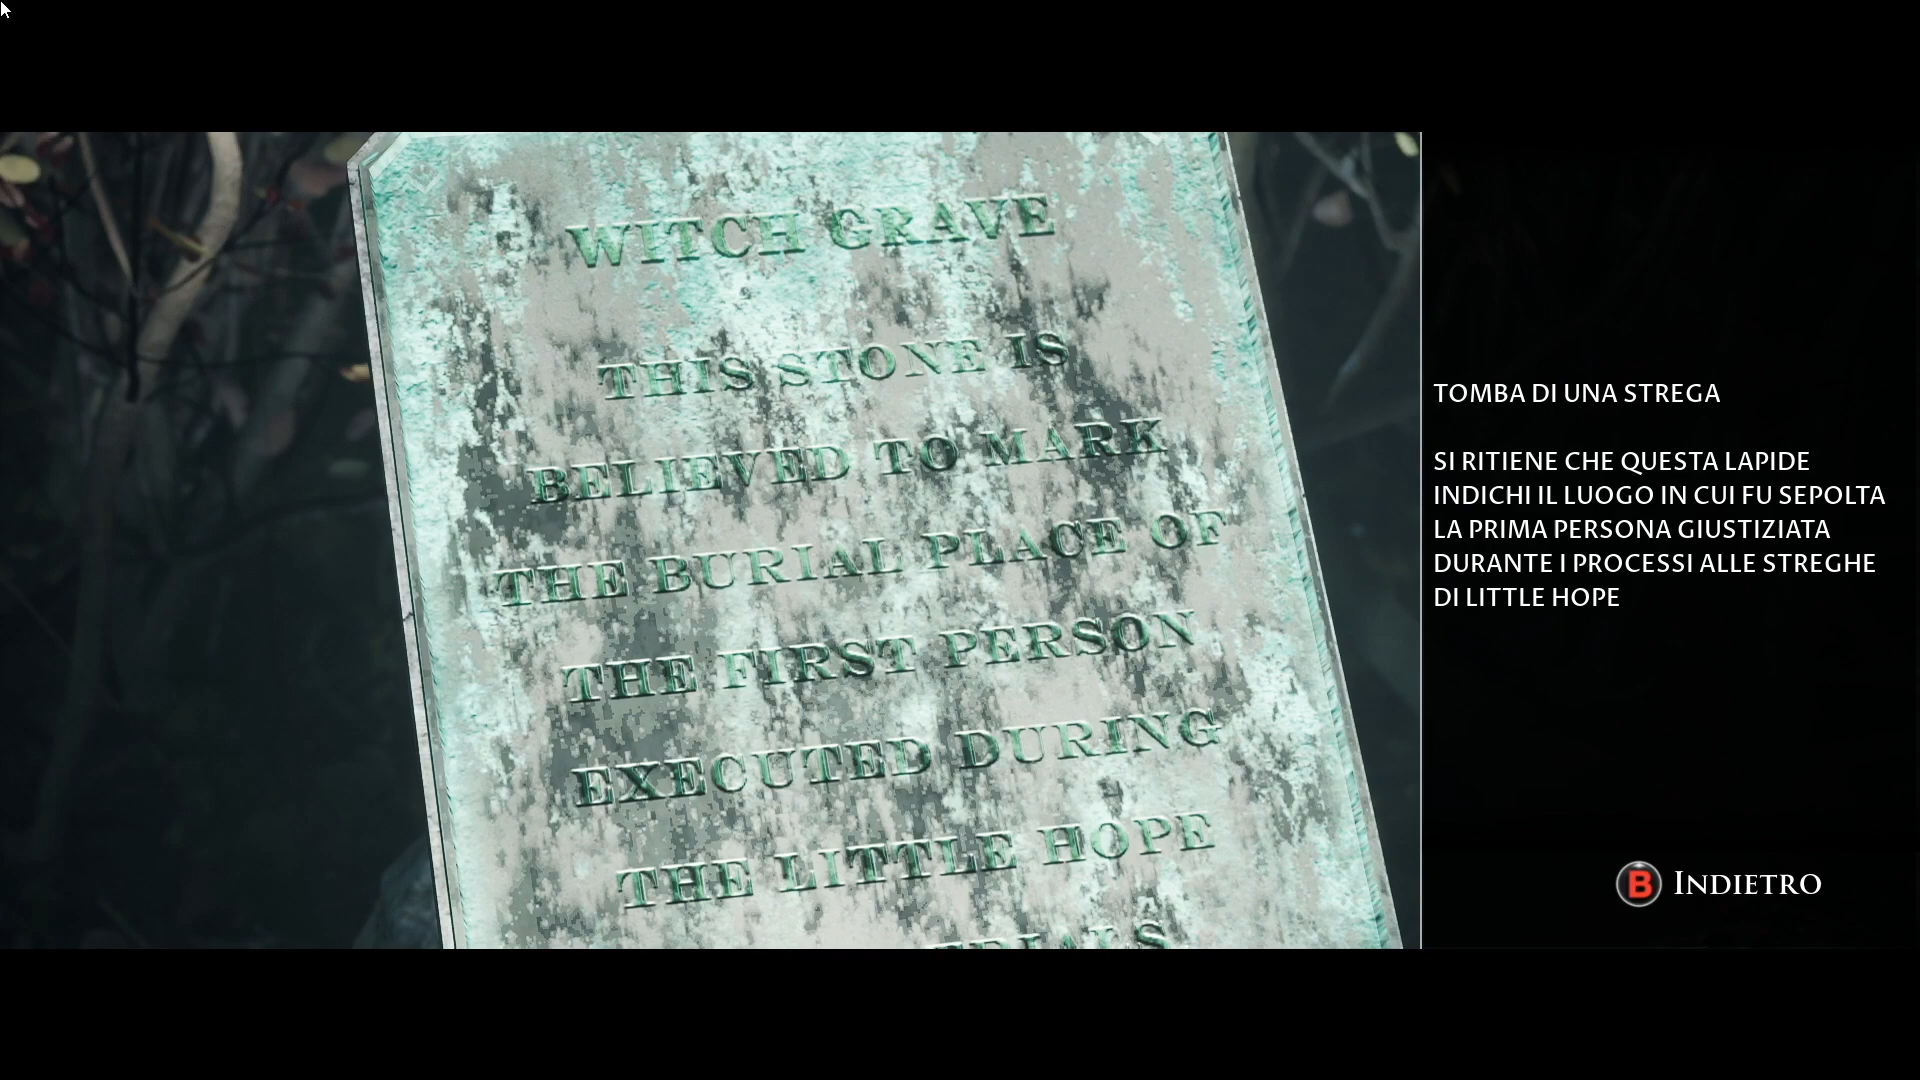 WITCH GRAVE
THIS STONE IS
BELIEVED TO MARK
THE BURIAL PLACE OF
THE FIRST PERSON
EXECUTED DURING
THE LITTLE HOPE
TRIALS
TOMBA DI UNA STREGA
SI RITIENE CHE QUESTA LAPIDE
INDICHI IL LUOGO IN CUI FU SEPOLTA
LA PRIMA PERSONA GIUSTIZIATA
DURANTE I PROCESSI ALLE STREGHE
DI LITTLE HOPE
B INDIETRO